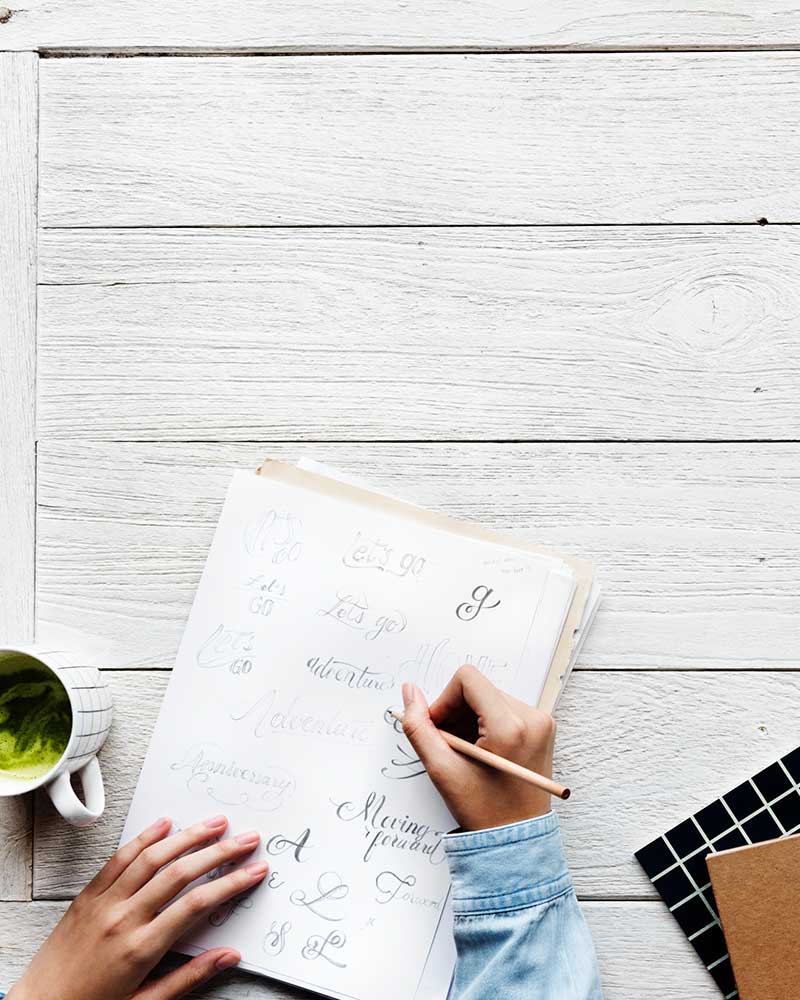 Let's go
Let's go
Let's
GO
Let's go
g
Let's
GO
adventure
Adventure
Anniversary
Moving
forward
A
Forward
E
L
S
L